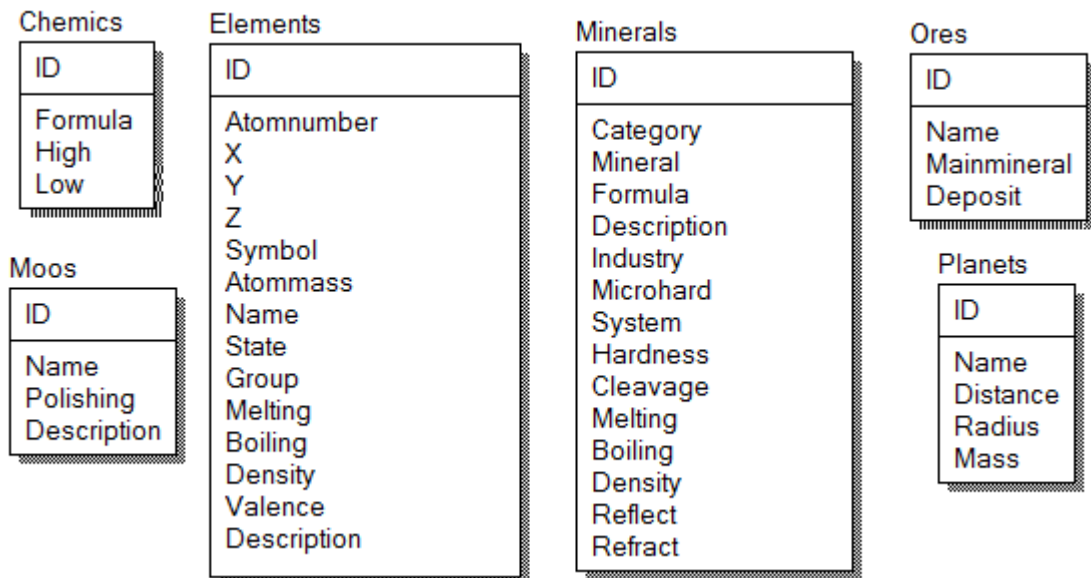 Chemics
ID
Formula
High
Low
Moos
ID
Name
Polishing
Description
Elements
ID
Atomnumber
X
Y
Z
Symbol
Atommass
Name
State
Group
Melting
Boiling
Density
Valence
Description
Minerals
ID
Category
Mineral
Formula
Description
Industry
Microhard
System
Hardness
Cleavage
Melting
Boiling
Density
Reflect
Refract
Ores
ID
Name
Mainmineral
Deposit
Planets
ID
Name
Distance
Radius
Mass